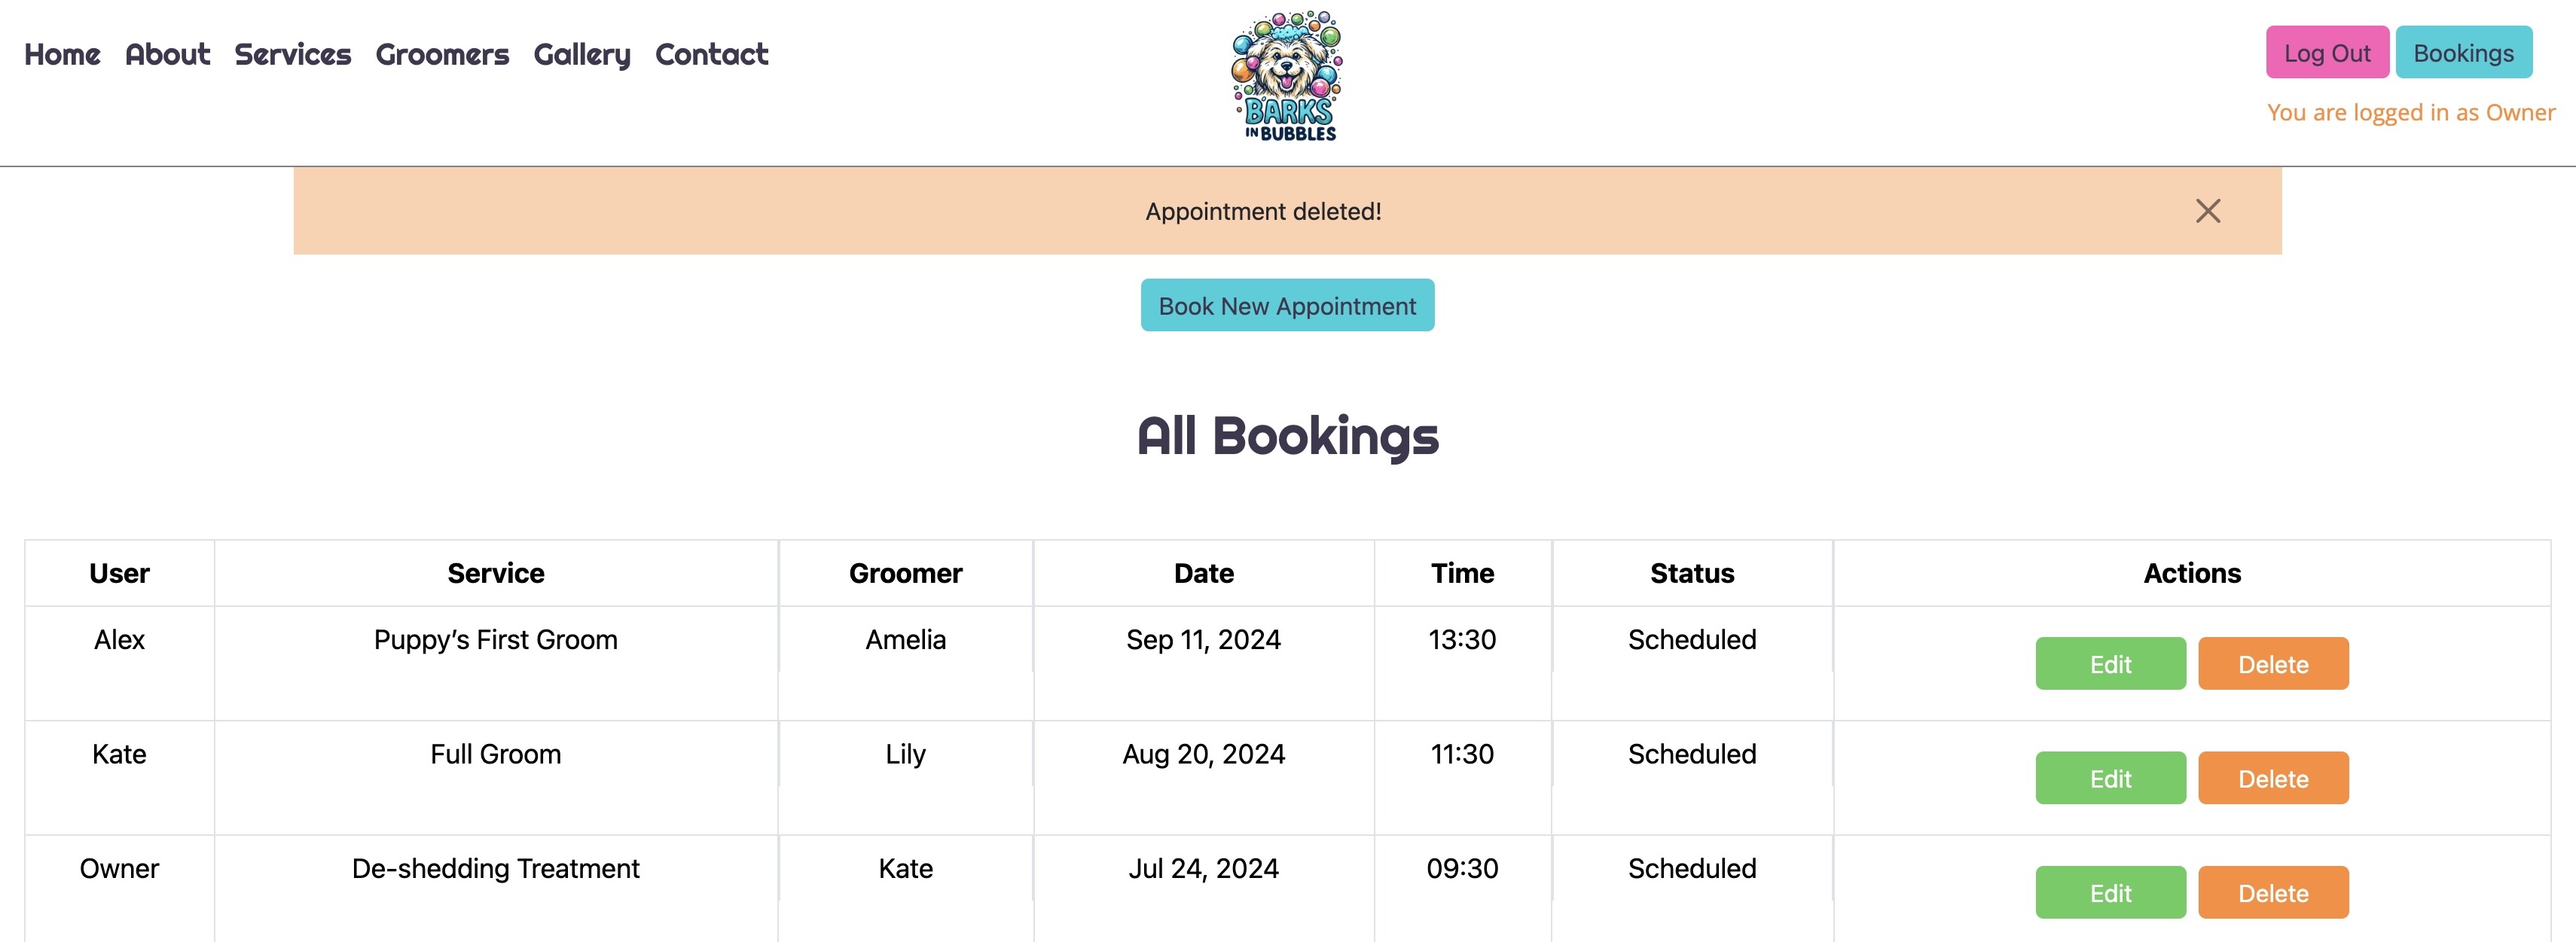 Home About Services Groomers Gallery Contact
BARKS
IN BUBBLES
Log Out Bookings
You are logged in as Owner
Appointment deleted!
Book New Appointment
All Bookings
User Service Groomer Date Time Status Actions
Alex Puppy’s First Groom Amelia Sep 11, 2024 13:30 Scheduled Edit Delete
Kate Full Groom Lily Aug 20, 2024 11:30 Scheduled Edit Delete
Owner De-shedding Treatment Kate Jul 24, 2024 09:30 Scheduled Edit Delete